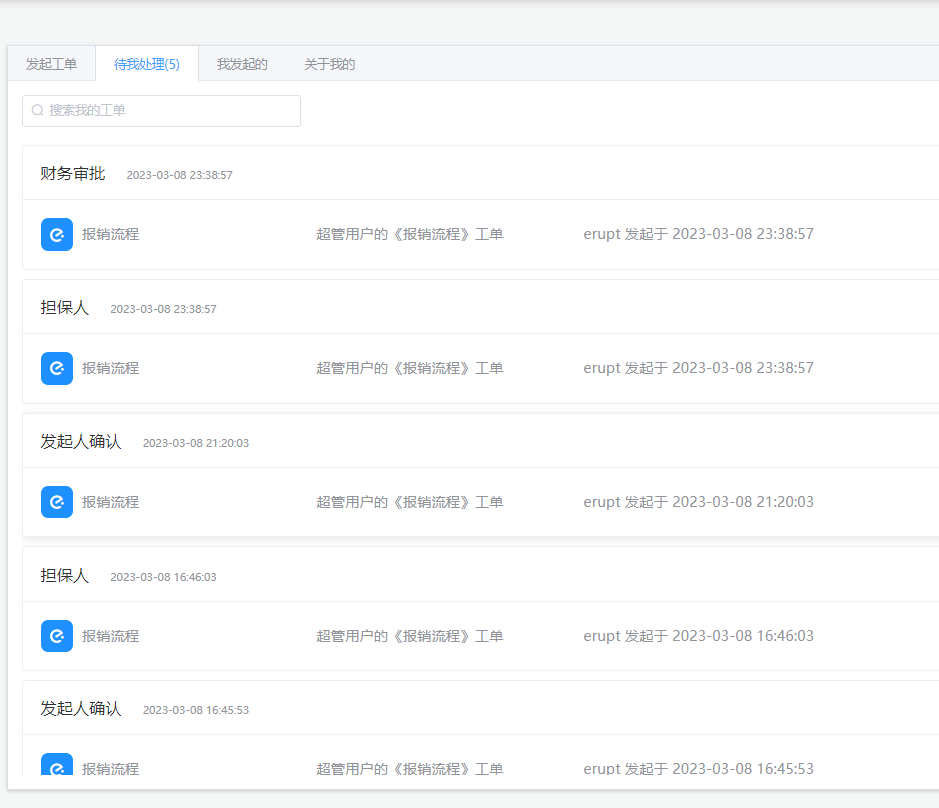 发起工单 待我处理(5) 我发起的 关于我的
搜索我的工单
财务审批 2023-03-08 23:38:57
报销流程 超管用户的《报销流程》工单 erupt 发起于 2023-03-08 23:38:57
担保人 2023-03-08 23:38:57
报销流程 超管用户的《报销流程》工单 erupt 发起于 2023-03-08 23:38:57
发起人确认 2023-03-08 21:20:03
报销流程 超管用户的《报销流程》工单 erupt 发起于 2023-03-08 21:20:03
担保人 2023-03-08 16:46:03
报销流程 超管用户的《报销流程》工单 erupt 发起于 2023-03-08 16:46:03
发起人确认 2023-03-08 16:45:53
报销流程 超管用户的《报销流程》工单 erupt 发起于 2023-03-08 16:45:53